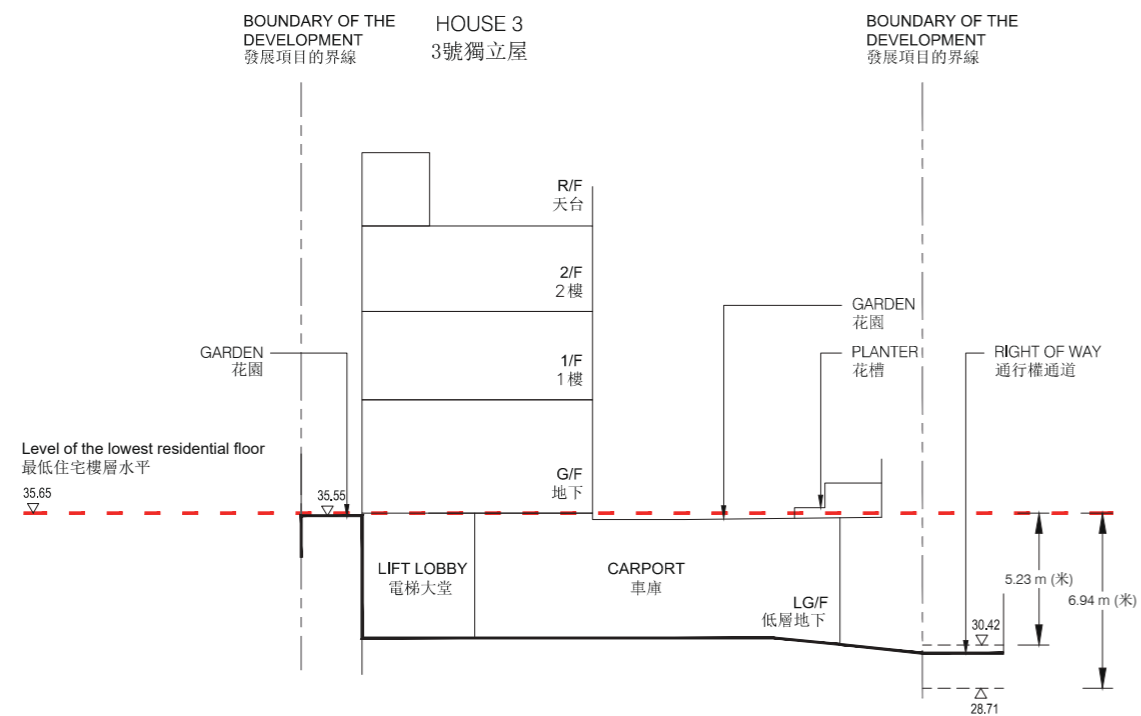 BOUNDARY OF THE
DEVELOPMENT
發展項目的界線
HOUSE 3
3號獨立屋
BOUNDARY OF THE
DEVELOPMENT
發展項目的界線
R/F
天台
2/F
2樓
GARDEN
花園
GARDEN
花園
1/F
1樓
PLANTER
花槽
RIGHT OF WAY
通行權通道
Level of the lowest residential floor
最低住宅樓層水平
35.65
35.55
G/F
地下
LIFT LOBBY
電梯大堂
CARPORT
車庫
LG/F
低層地下
5.23 m (米)
6.94 m (米)
30.42
28.71